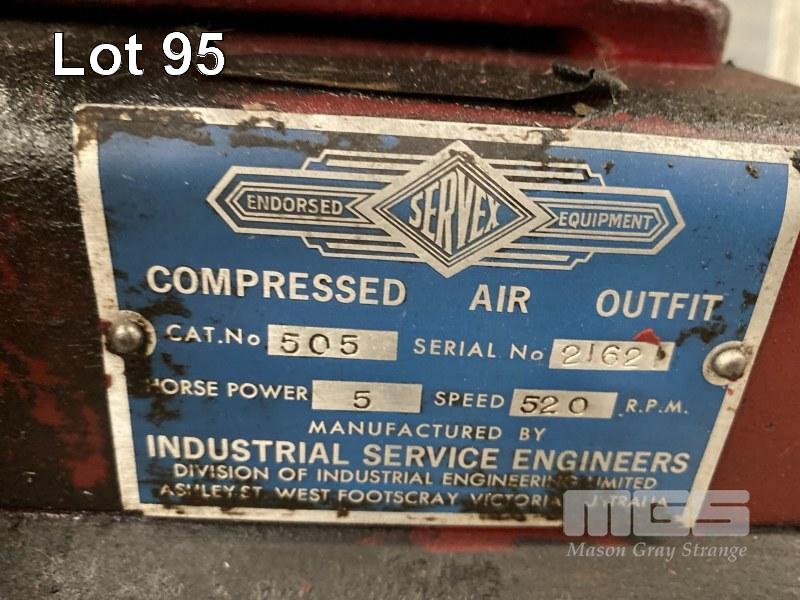 Lot 95
ENDORSED SERVEX EQUIPMENT
COMPRESSED AIR OUTFIT
CAT.No 505 SERIAL No 2162
HORSE POWER 5 SPEED 520 R.P.M.
MANUFACTURED BY
INDUSTRIAL SERVICE ENGINEERS
DIVISION OF INDUSTRIAL ENGINEERING LIMITED
ASHLEY ST. WEST FOOTSCRAY VICTORIA AUSTRALIA
MGS
Mason Gray Strange